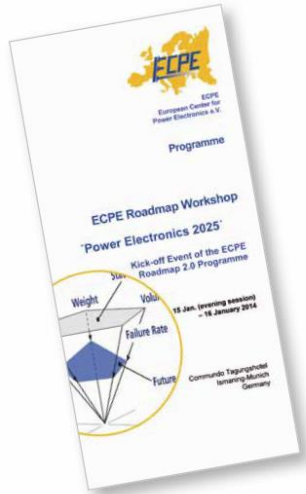 ECPE
ECPE
European Center for
Power Electronics e.V.
Programme
ECPE Roadmap Workshop
'Power Electronics 2025'
Kick-off Event of the ECPE
Roadmap 2.0 Programme
15 Jan. (evening session)
– 16 January 2014
Commundo Tagungshotel
Ismaning-Munich
Germany
Weight
Failure Rate
Future